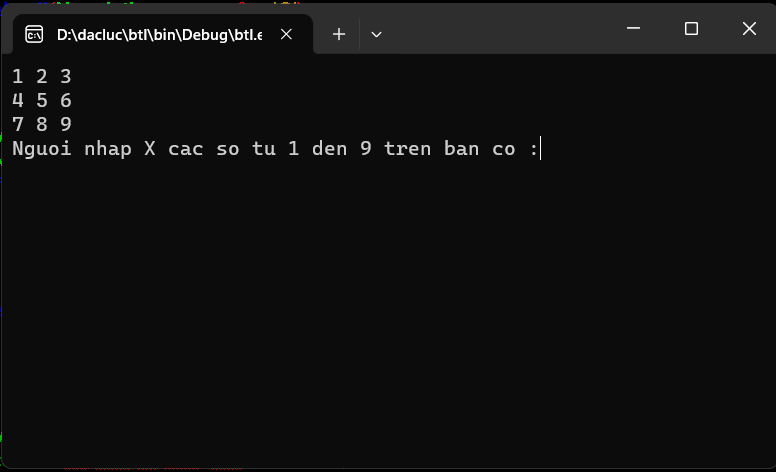 D:\dacluc\btl\bin\Debug\btl.e
1 2 3
4 5 6
7 8 9
Nguoi nhap X cac so tu 1 den 9 tren ban co :